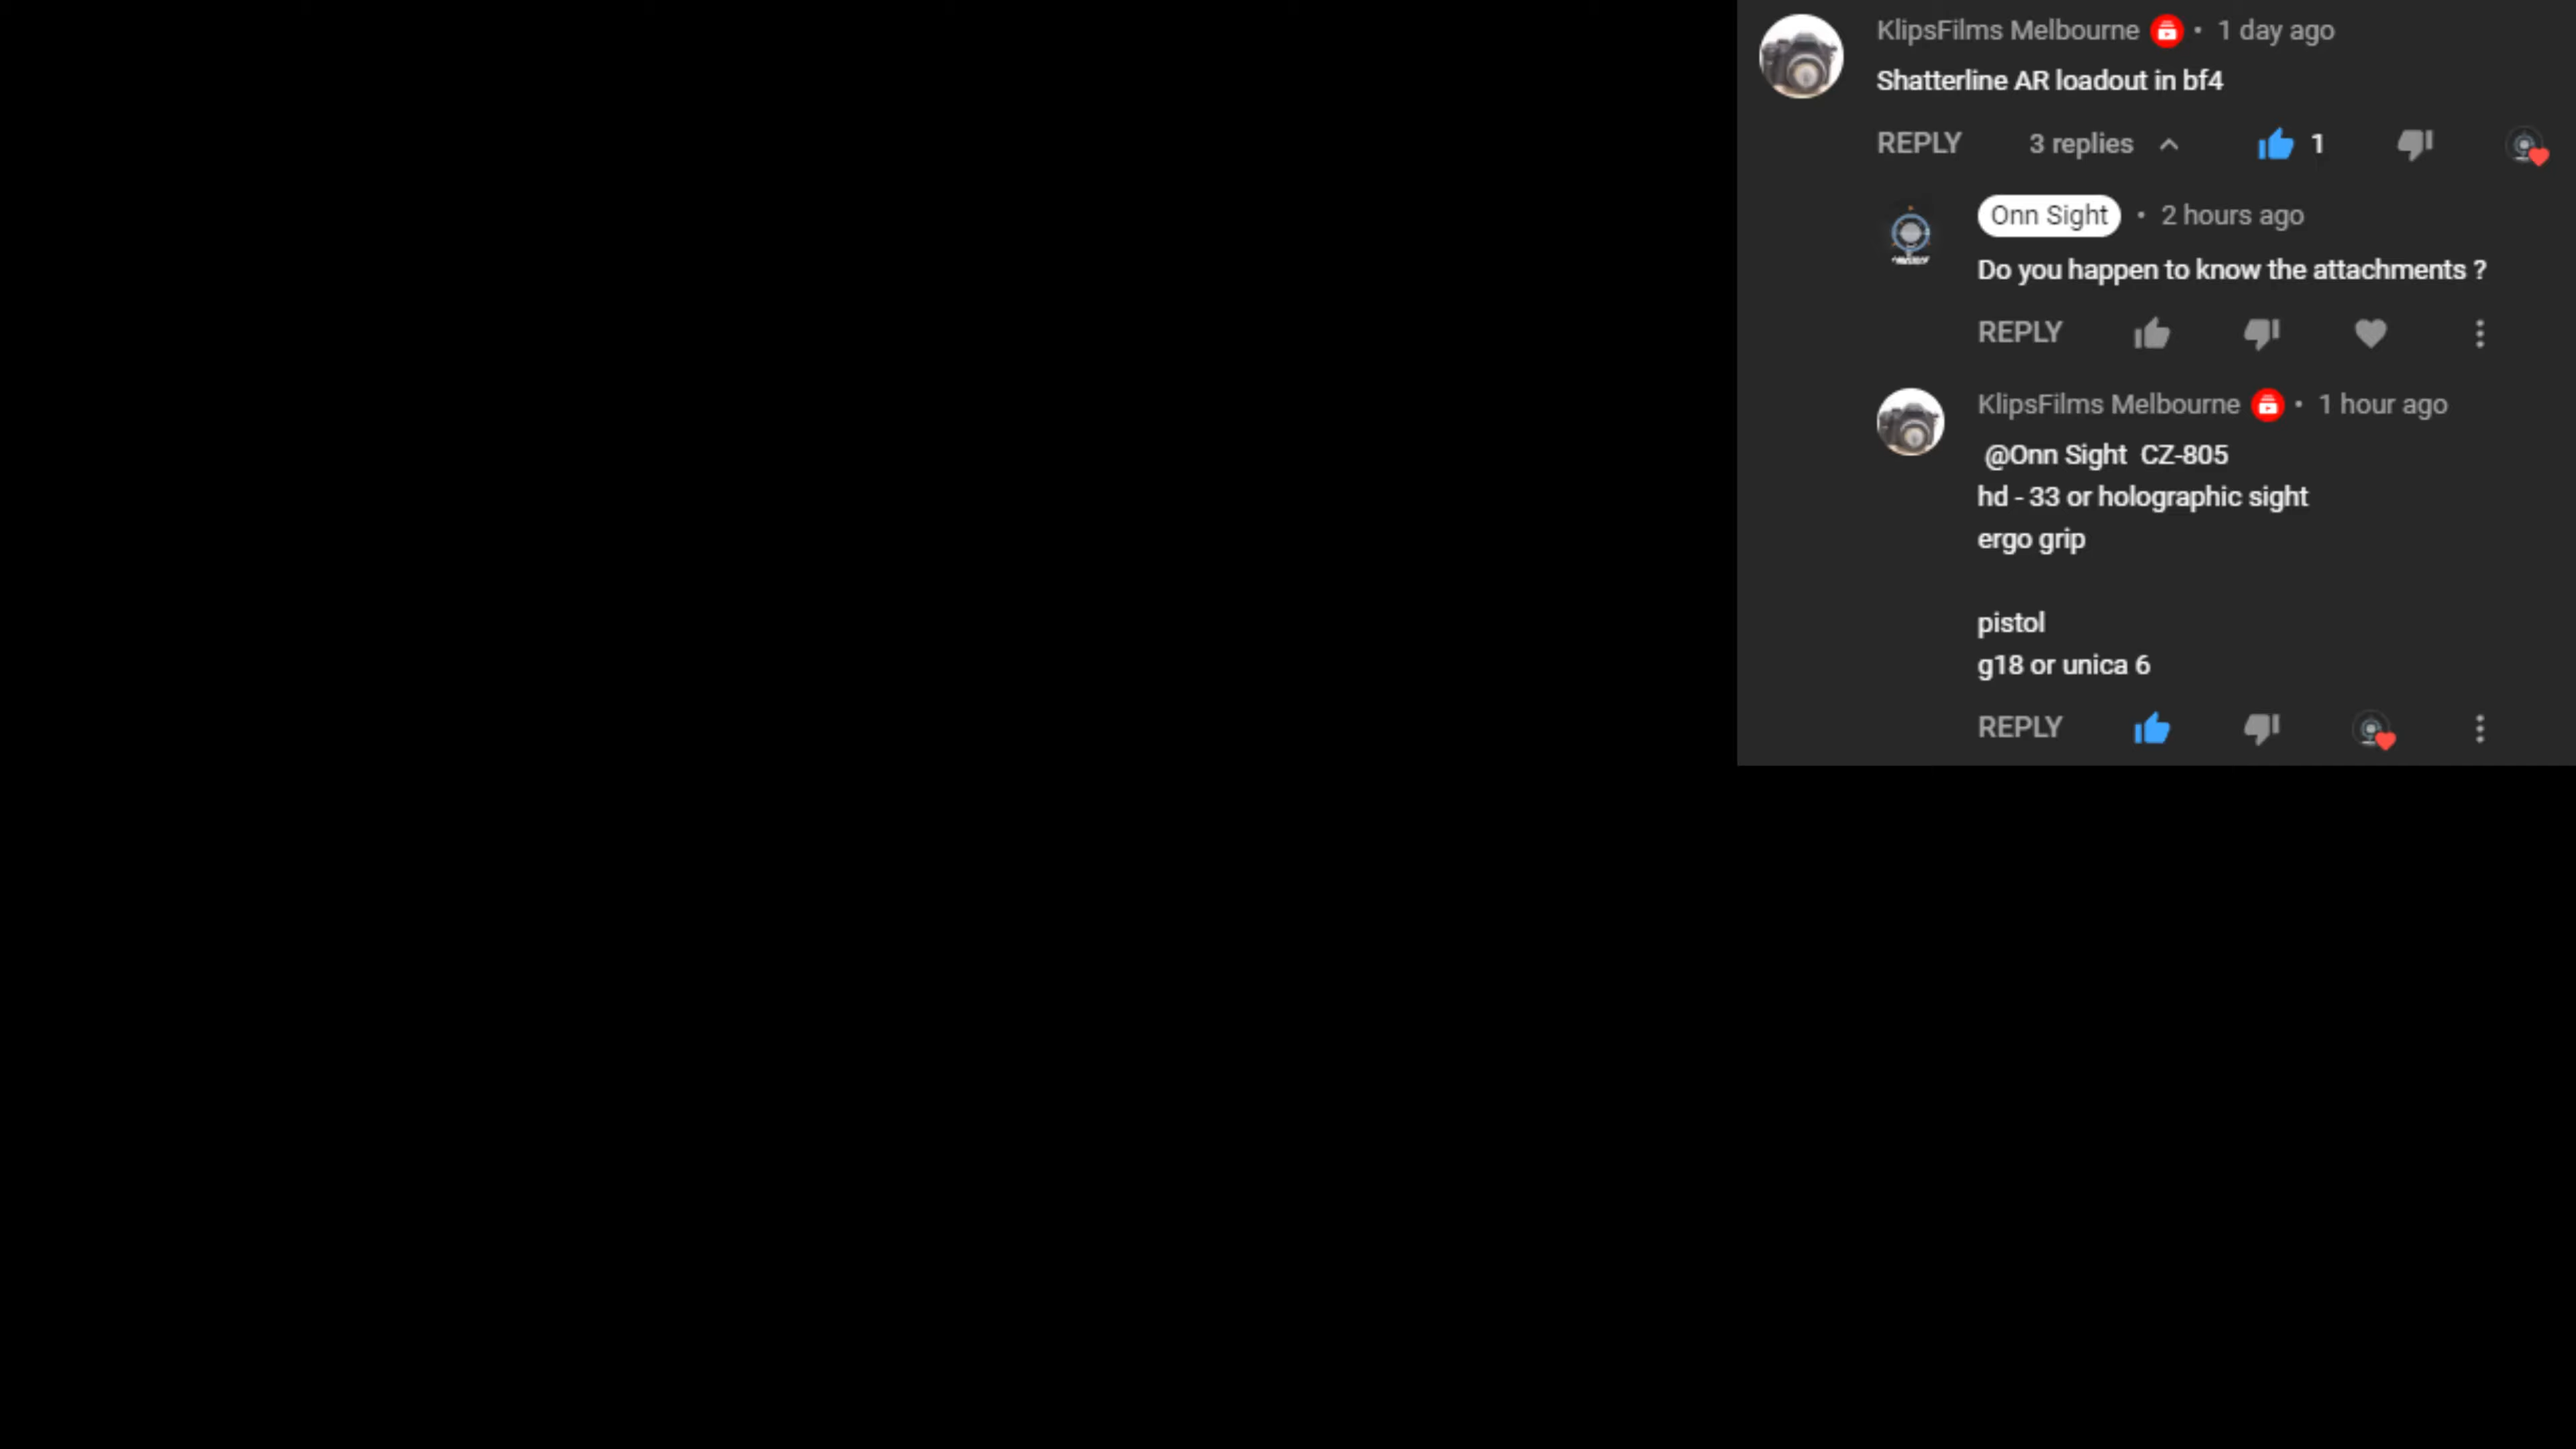 KlipsFilms Melbourne • 1 day ago
Shatterline AR loadout in bf4
REPLY 3 replies 1
Onn Sight • 2 hours ago
Do you happen to know the attachments ?
REPLY
KlipsFilms Melbourne • 1 hour ago
@Onn Sight CZ-805
hd - 33 or holographic sight
ergo grip
pistol
g18 or unica 6
REPLY